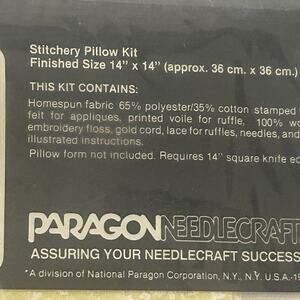 Stitchery Pillow Kit
Finished Size 14" x 14" (approx. 36 cm. x 36 cm.)
THIS KIT CONTAINS:
Homespun fabric 65% polyester/35% cotton stamped
felt for appliques, printed voile for ruffle, 100% wo
embroidery floss, gold cord, lace for ruffles, needles, and
illustrated instructions.
Pillow form not included. Requires 14" square knife ed
PARAGON NEEDLECRAFT
ASSURING YOUR NEEDLECRAFT SUCCESS
*A division of National Paragon Corporation, N.Y., N.Y. U.S.A.-19